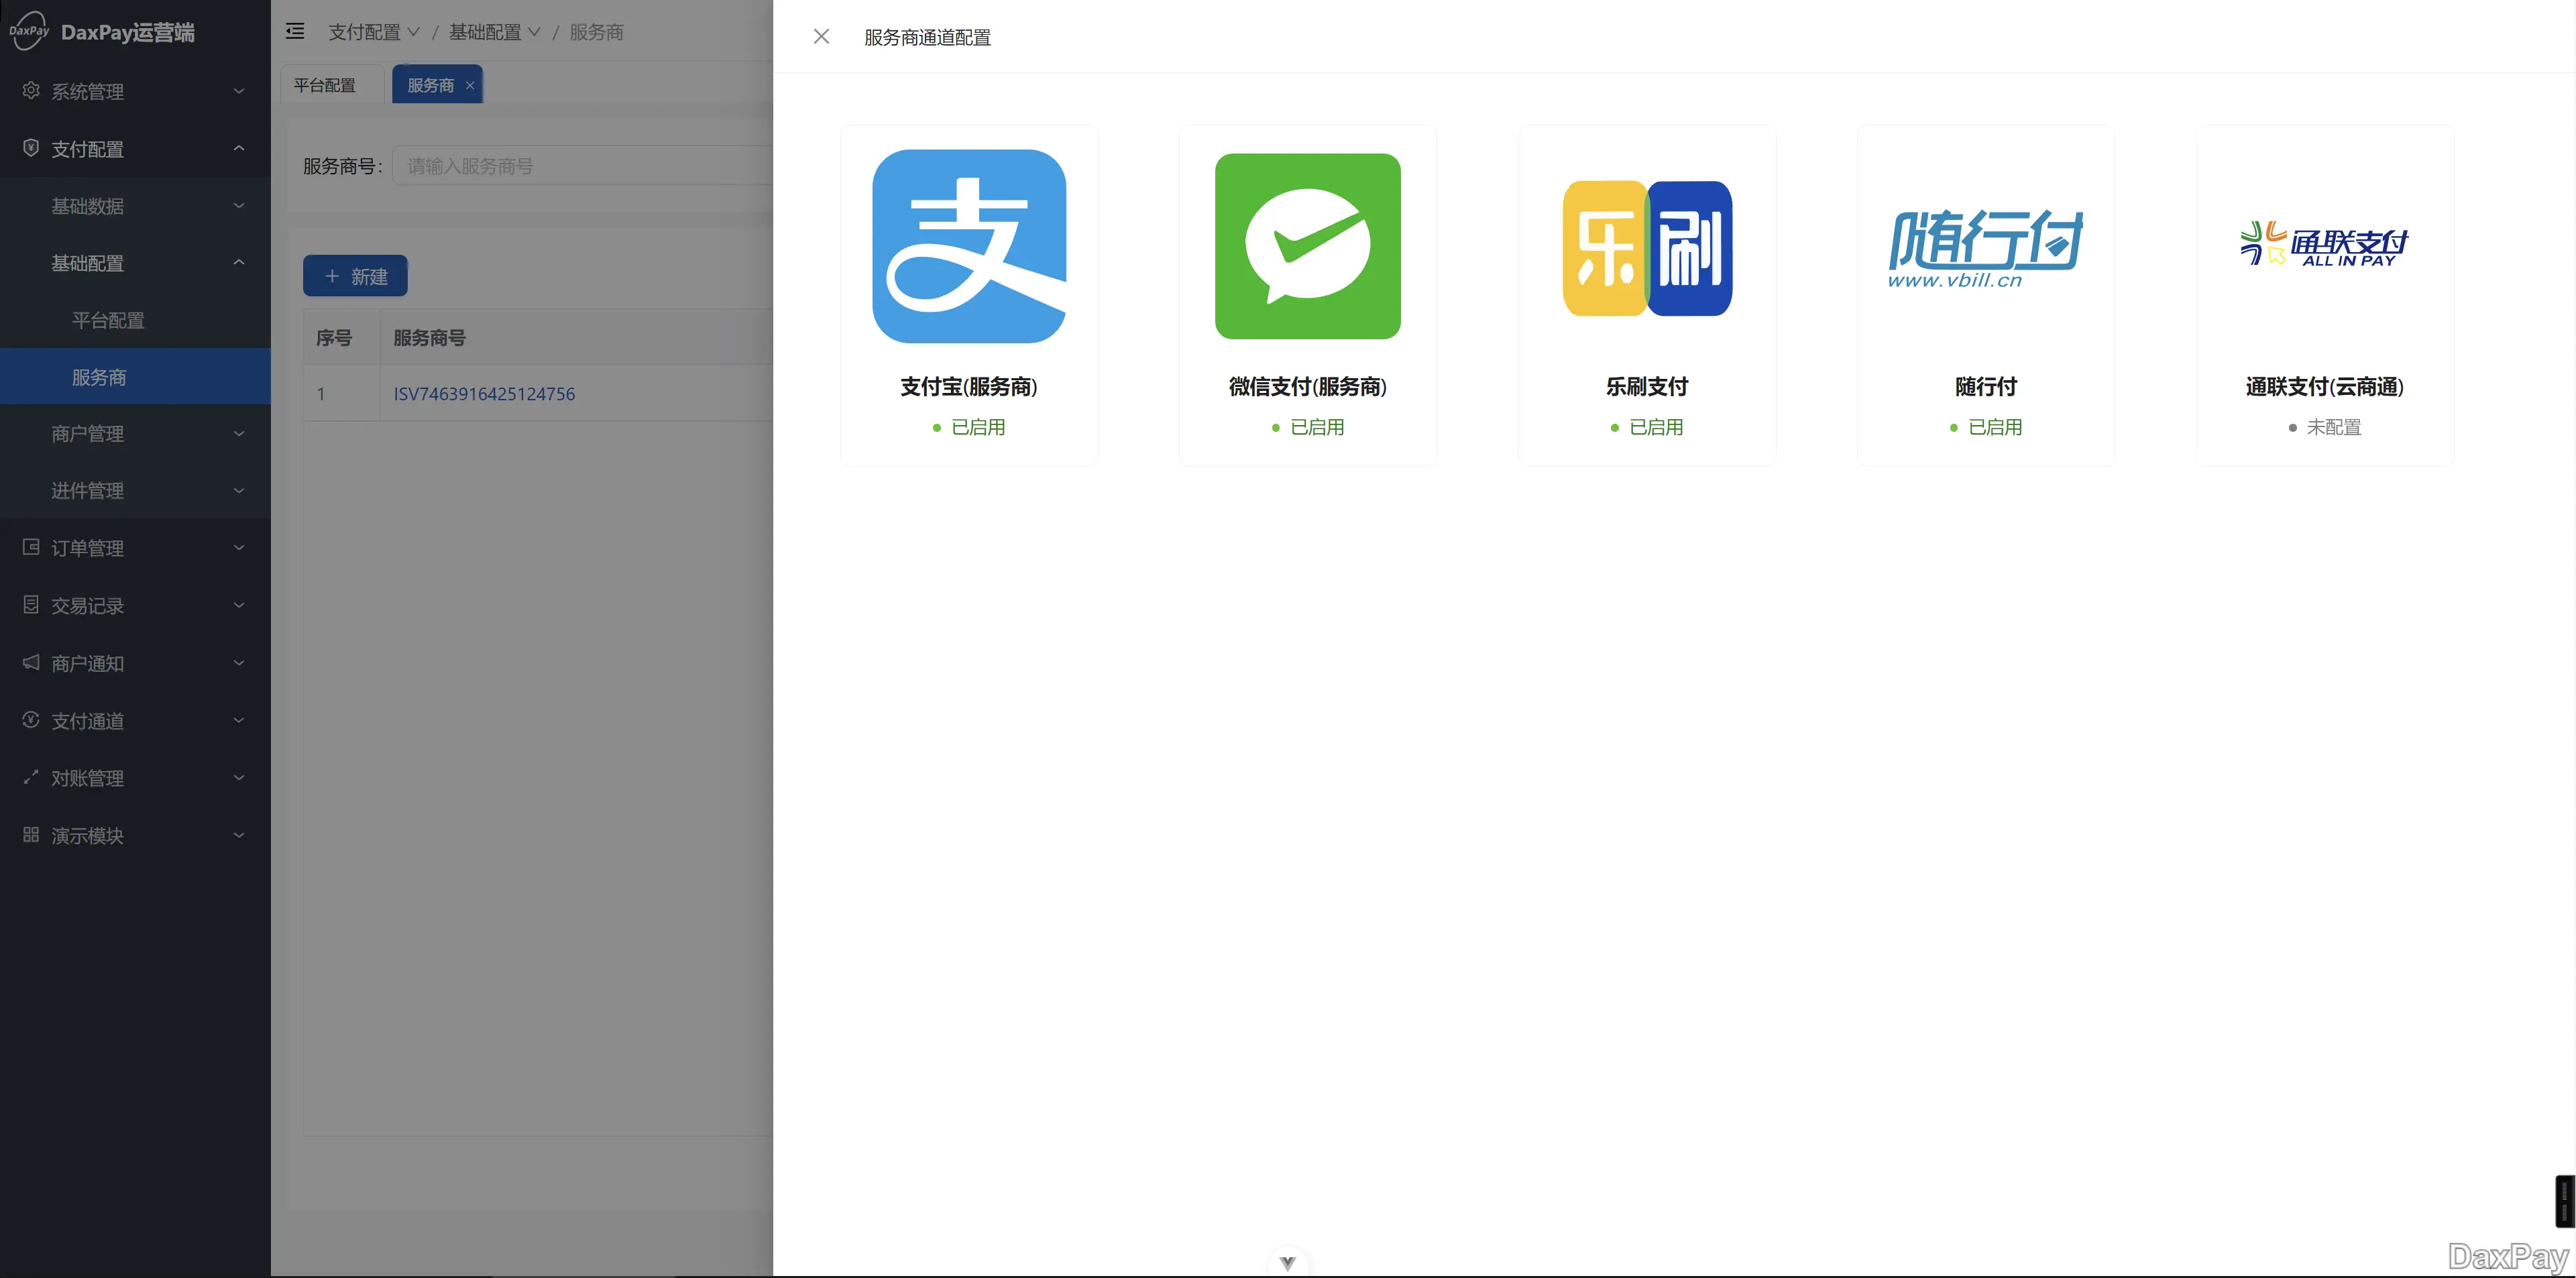 DaxPay DaxPay运营端
系统管理
支付配置
基础数据
基础配置
平台配置
服务商
商户管理
进件管理
订单管理
交易记录
商户通知
支付通道
对账管理
演示模块
支付配置 / 基础配置 / 服务商
平台配置 服务商
服务商号: 请输入服务商号
新建
序号 服务商号
1 ISV7463916425124756
服务商通道配置
支
支付宝(服务商)
已启用
微信支付(服务商)
已启用
乐刷
乐刷支付
已启用
随行付
www.vbill.cn
随行付
已启用
通联支付
ALL IN PAY
通联支付(云商通)
未配置
DaxPay